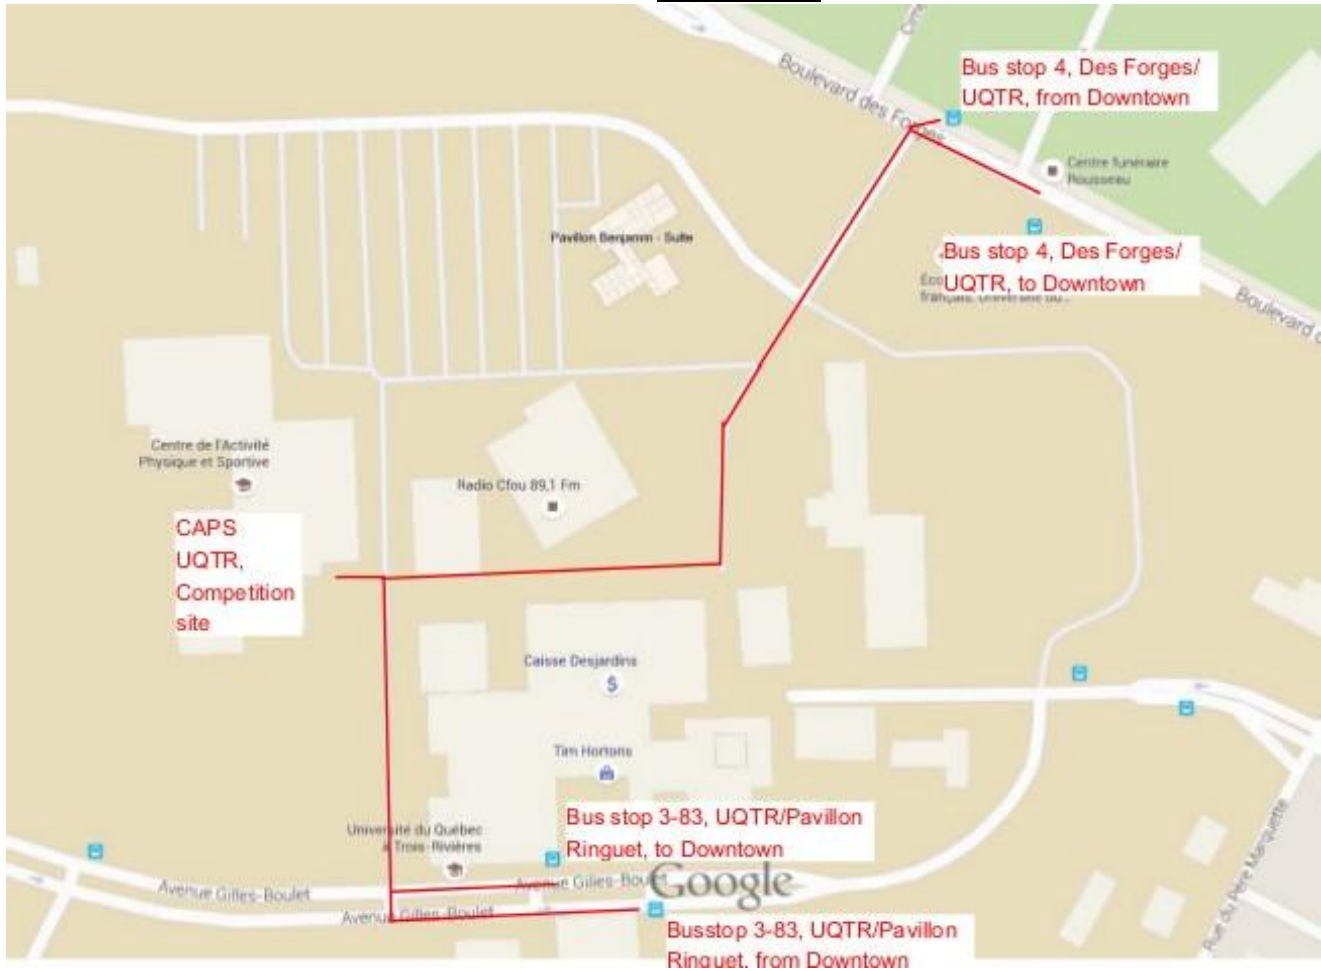 Boulevard des Forges
Bus stop 4, Des Forges/
UQTR, from Downtown
Centre funéraire
Rousseau
Pavillon Benjamin - Suite
Bus stop 4, Des Forges/
UQTR, to Downtown
français,
Boulevard
Centre de l'Activité
Physique et Sportive
Radio Cfou 89,1 Fm
CAPS
UQTR,
Competition
site
Caisse Desjardins
$
Tim Hortons
Bus stop 3-83, UQTR/Pavillon
Ringuet, to Downtown
Université du Québec
à Trois-Rivières
Avenue Gilles-Boulet
Avenue Gilles-Boulet
Google
Avenue Gilles-Boulet
Rue du Père Marquette
Busstop 3-83, UQTR/Pavillon
Ringuet, from Downtown